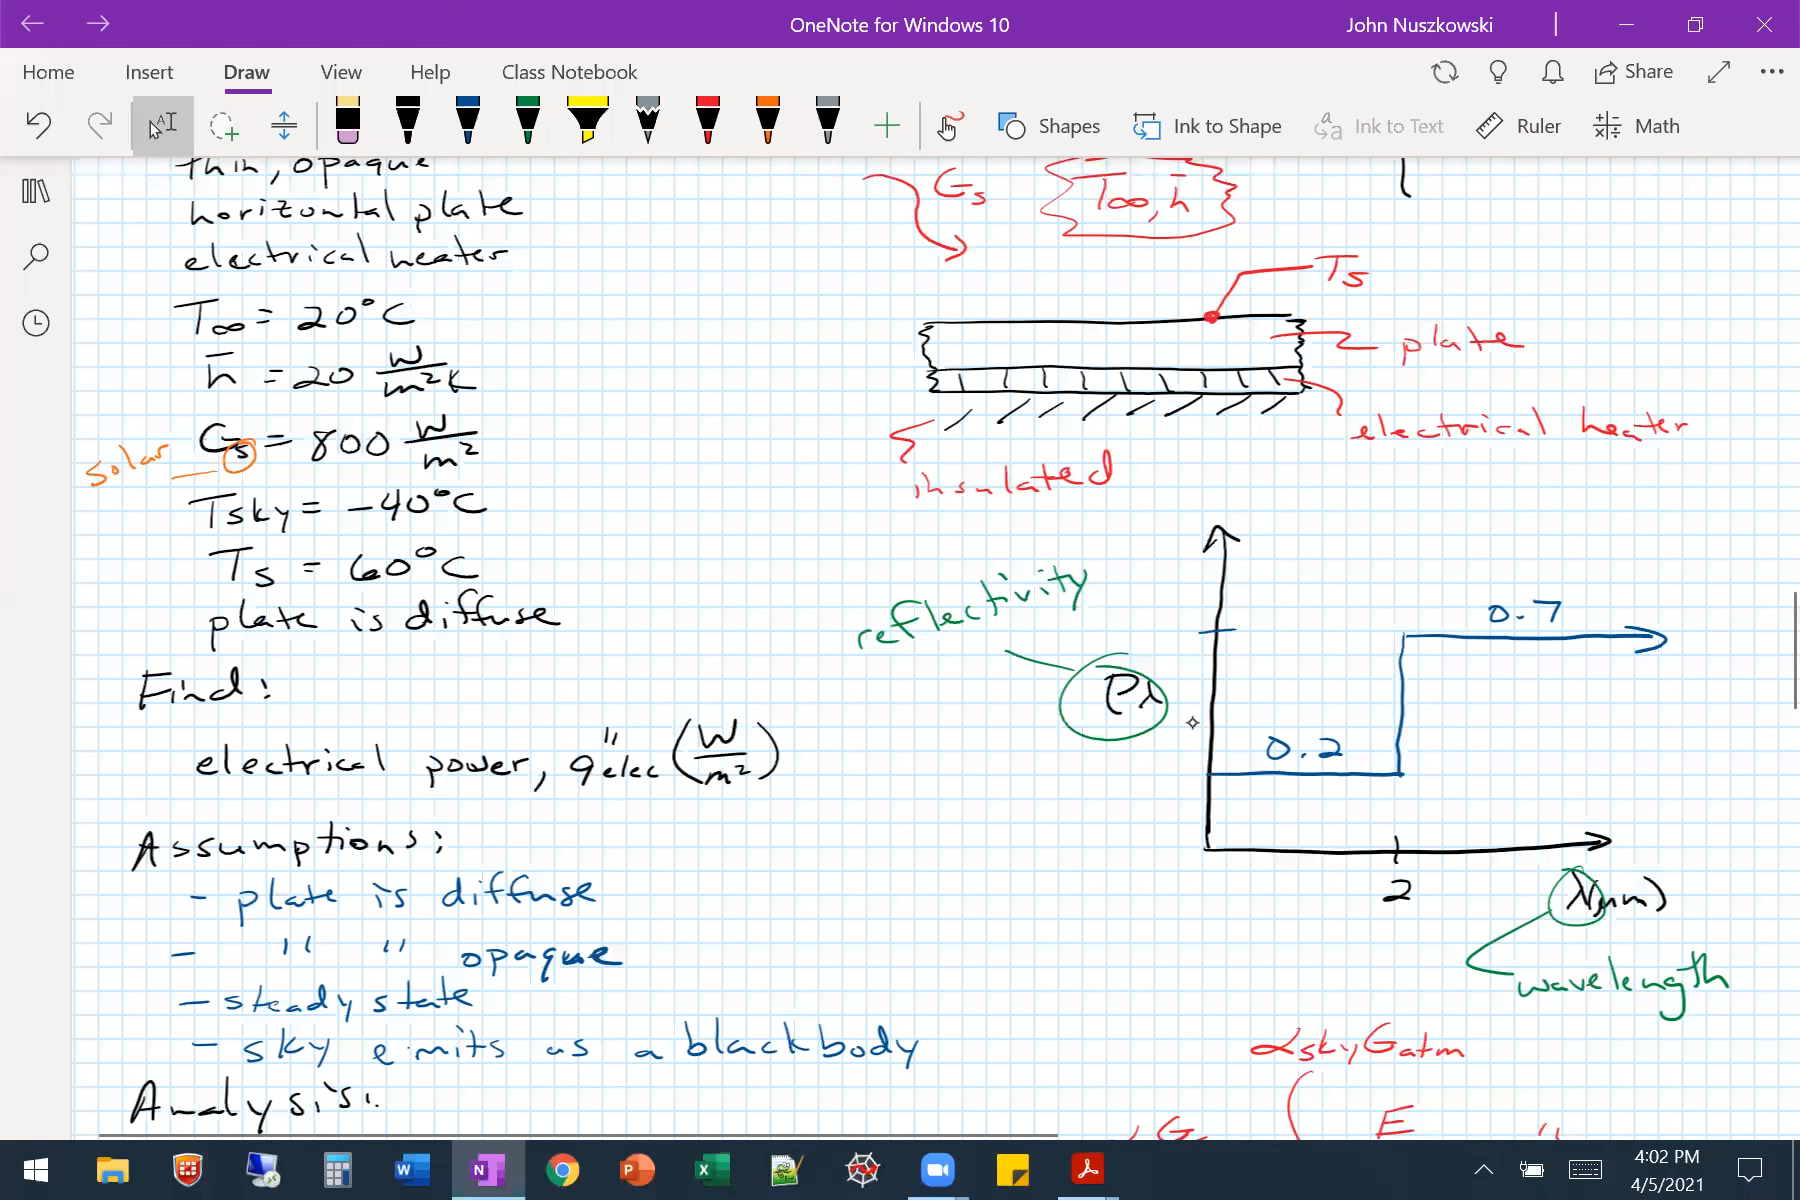 OneNote for Windows 10
John Nuszkowski
Home Insert Draw View Help Class Notebook
Share
Shapes Ink to Shape Ink to Text Ruler Math
thin, opaque
horizontal plate
electrical heater
T∞ = 20°C
h̄ = 20 W/m²K
Gs = 800 W/m²
solar
Tsky = -40°C
Ts = 60°C
plate is diffuse
Find:
electrical power, q"elec (W/m²)
Assumptions:
- plate is diffuse
- " " opaque
- steady state
- sky emits as a blackbody
Analysis:
Gs
T∞, h̄
Ts
plate
electrical heater
insulated
reflectivity
ρλ
0.7
0.2
2
λ(μm)
wavelength
αsky Gatm
G
E
"
4:02 PM
4/5/2021